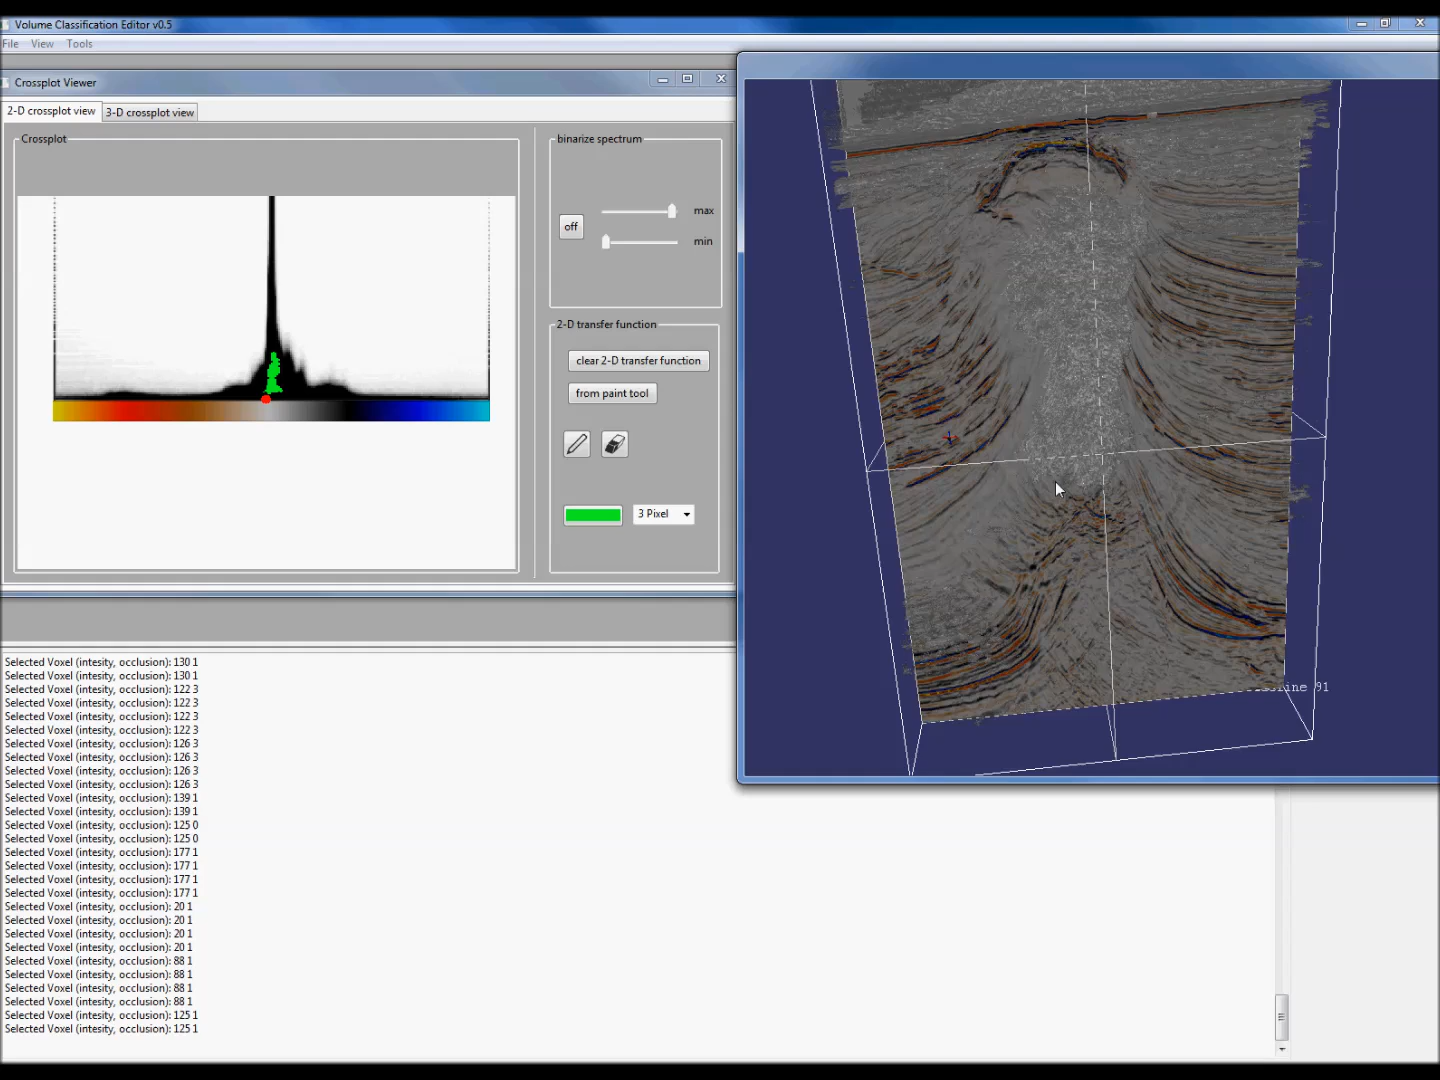 Volume Classification Editor v0.5
File View Tools
Crossplot Viewer
2-D crossplot view 3-D crossplot view
Crossplot
binarize spectrum
max
off
min
2-D transfer function
clear 2-D transfer function
from paint tool
3 Pixel
ine 91
Selected Voxel (intesity, occlusion): 130 1
Selected Voxel (intesity, occlusion): 130 1
Selected Voxel (intesity, occlusion): 122 3
Selected Voxel (intesity, occlusion): 122 3
Selected Voxel (intesity, occlusion): 122 3
Selected Voxel (intesity, occlusion): 122 3
Selected Voxel (intesity, occlusion): 126 3
Selected Voxel (intesity, occlusion): 126 3
Selected Voxel (intesity, occlusion): 126 3
Selected Voxel (intesity, occlusion): 126 3
Selected Voxel (intesity, occlusion): 139 1
Selected Voxel (intesity, occlusion): 139 1
Selected Voxel (intesity, occlusion): 125 0
Selected Voxel (intesity, occlusion): 125 0
Selected Voxel (intesity, occlusion): 177 1
Selected Voxel (intesity, occlusion): 177 1
Selected Voxel (intesity, occlusion): 177 1
Selected Voxel (intesity, occlusion): 177 1
Selected Voxel (intesity, occlusion): 20 1
Selected Voxel (intesity, occlusion): 20 1
Selected Voxel (intesity, occlusion): 20 1
Selected Voxel (intesity, occlusion): 20 1
Selected Voxel (intesity, occlusion): 88 1
Selected Voxel (intesity, occlusion): 88 1
Selected Voxel (intesity, occlusion): 88 1
Selected Voxel (intesity, occlusion): 88 1
Selected Voxel (intesity, occlusion): 125 1
Selected Voxel (intesity, occlusion): 125 1